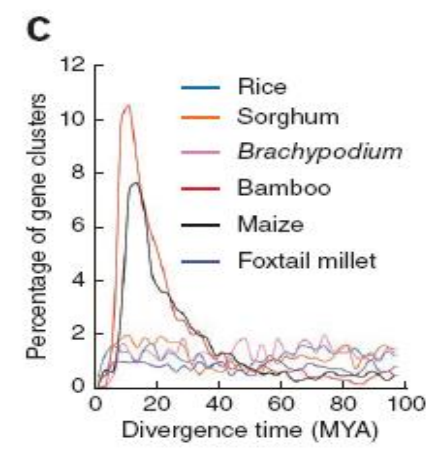 C
12
10
8
6
4
2
0
Percentage of gene clusters
Rice
Sorghum
Brachypodium
Bamboo
Maize
Foxtail millet
0 20 40 60 80 100
Divergence time (MYA)